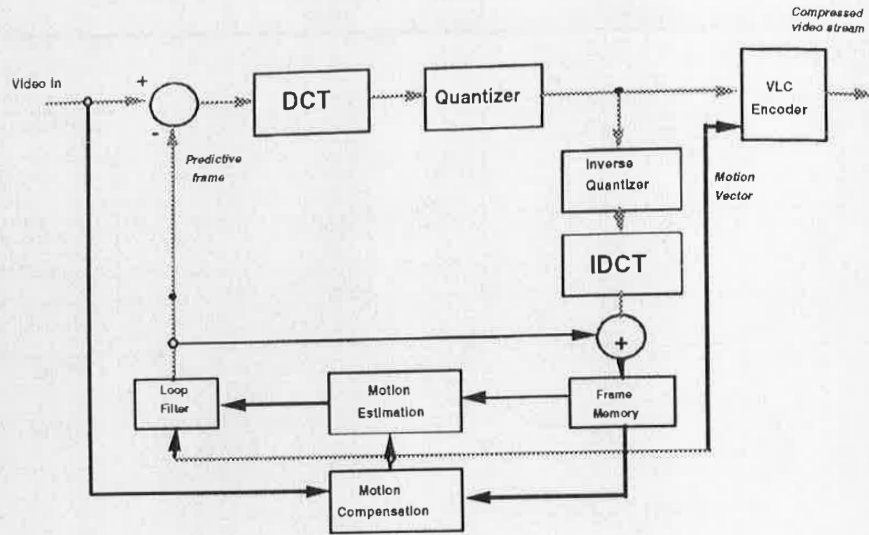 Compressed
video stream
Video In
+
-
DCT
Quantizer
VLC
Encoder
Predictive
frame
Inverse
Quantizer
Motion
Vector
IDCT
+
Loop
Filter
Motion
Estimation
Frame
Memory
Motion
Compensation